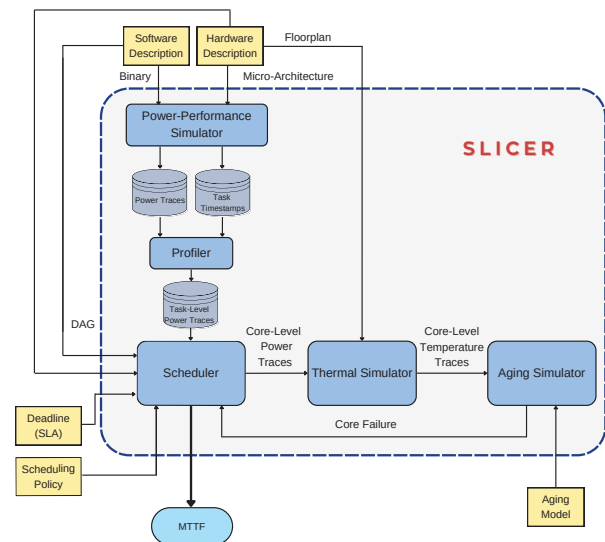 Software
Description
Hardware
Description
Floorplan
Binary
Micro-Architecture
Power-Performance
Simulator
SLICER
Power Traces
Task
Timestamps
Profiler
Task-Level
Power Traces
DAG
Core-Level
Power
Traces
Core-Level
Temperature
Traces
Scheduler
Thermal Simulator
Aging Simulator
Deadline
(SLA)
Core Failure
Scheduling
Policy
Aging
Model
MTTF